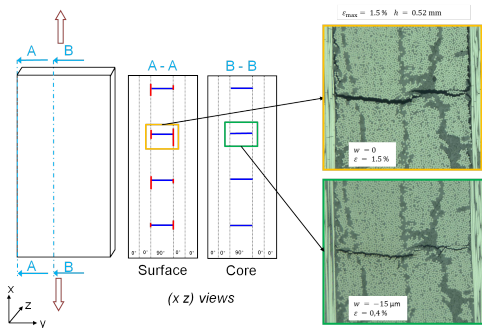 ε_max = 1.5 %  h = 0.52 mm
A - A
B - B
A
B
w = 0
ε = 1.5%
0°
0°
90°
0°
0°
0°
0°
90°
0°
0°
A
B
Surface
Core
x
z
y
(x z) views
w = −15 μm
ε = 0,4%